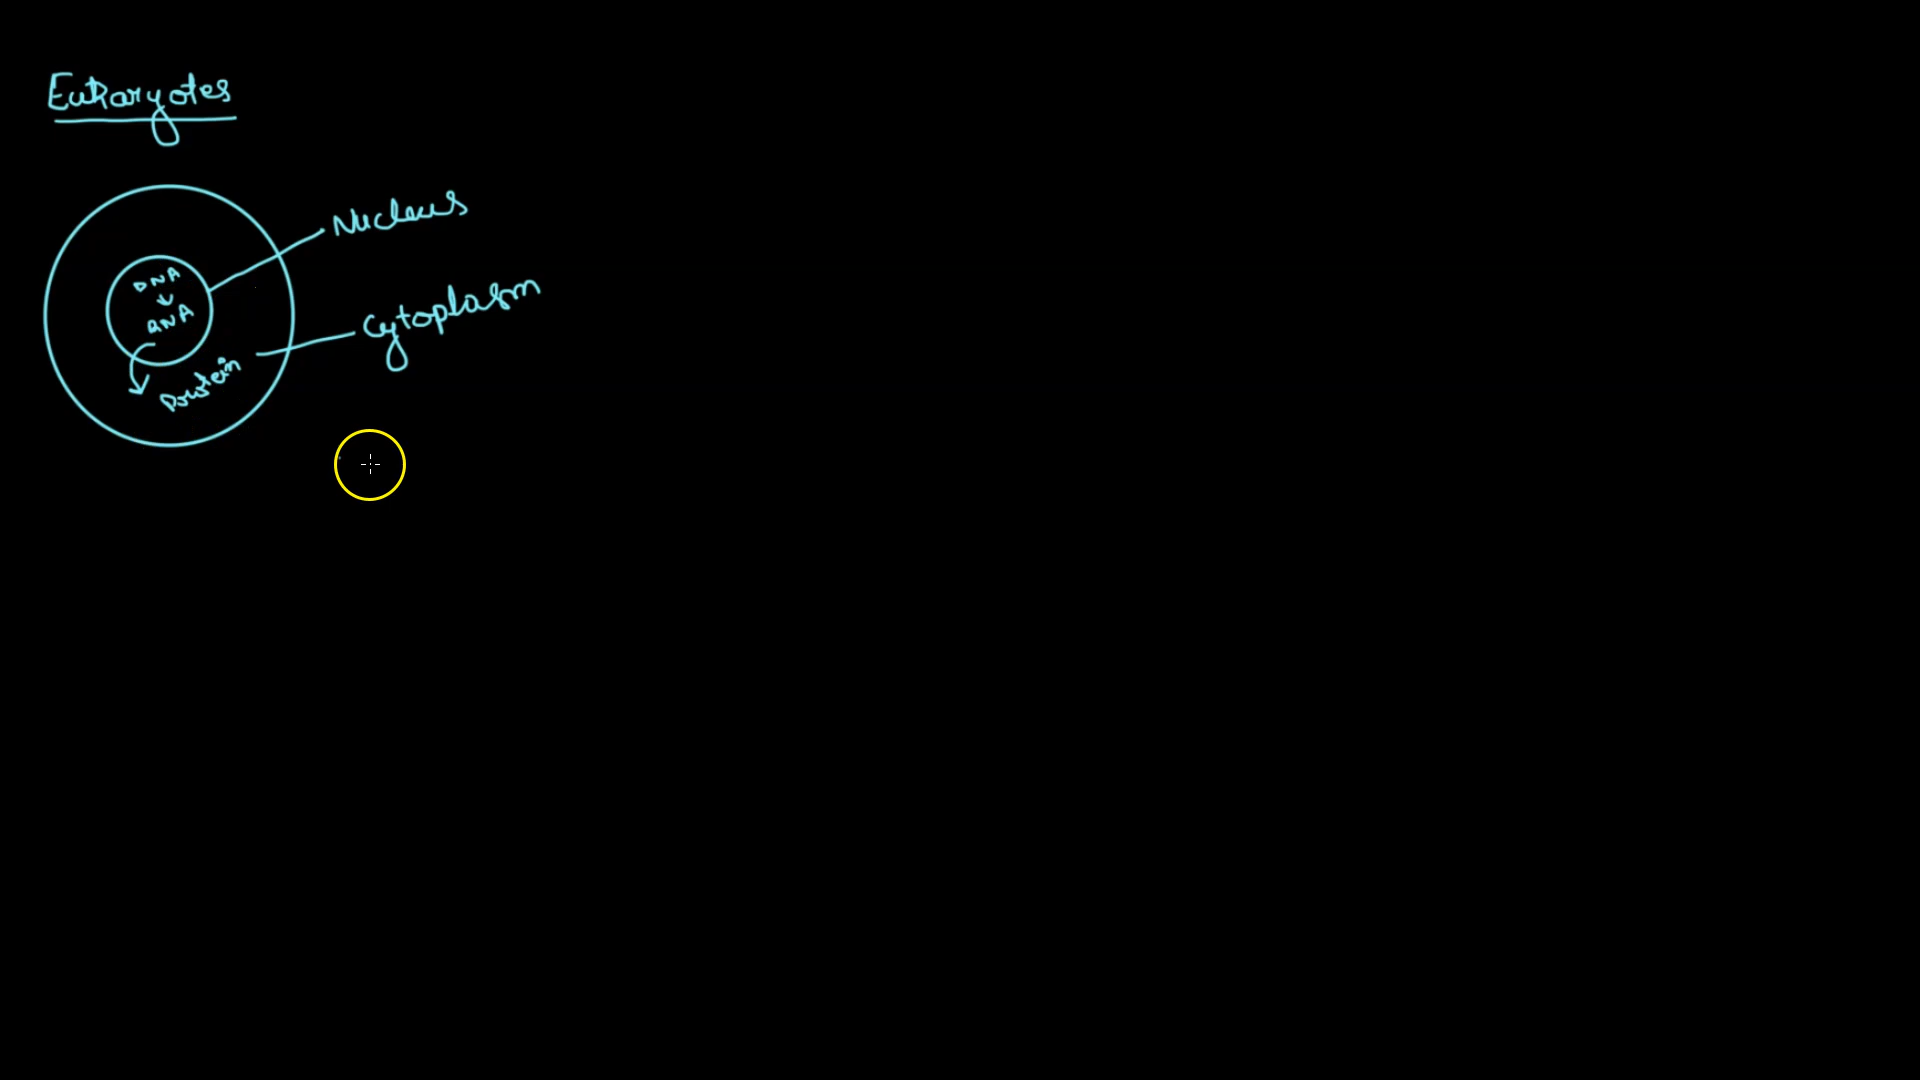 Eukaryotes
Nucleus
DNA
RNA
Cytoplasm
Protein